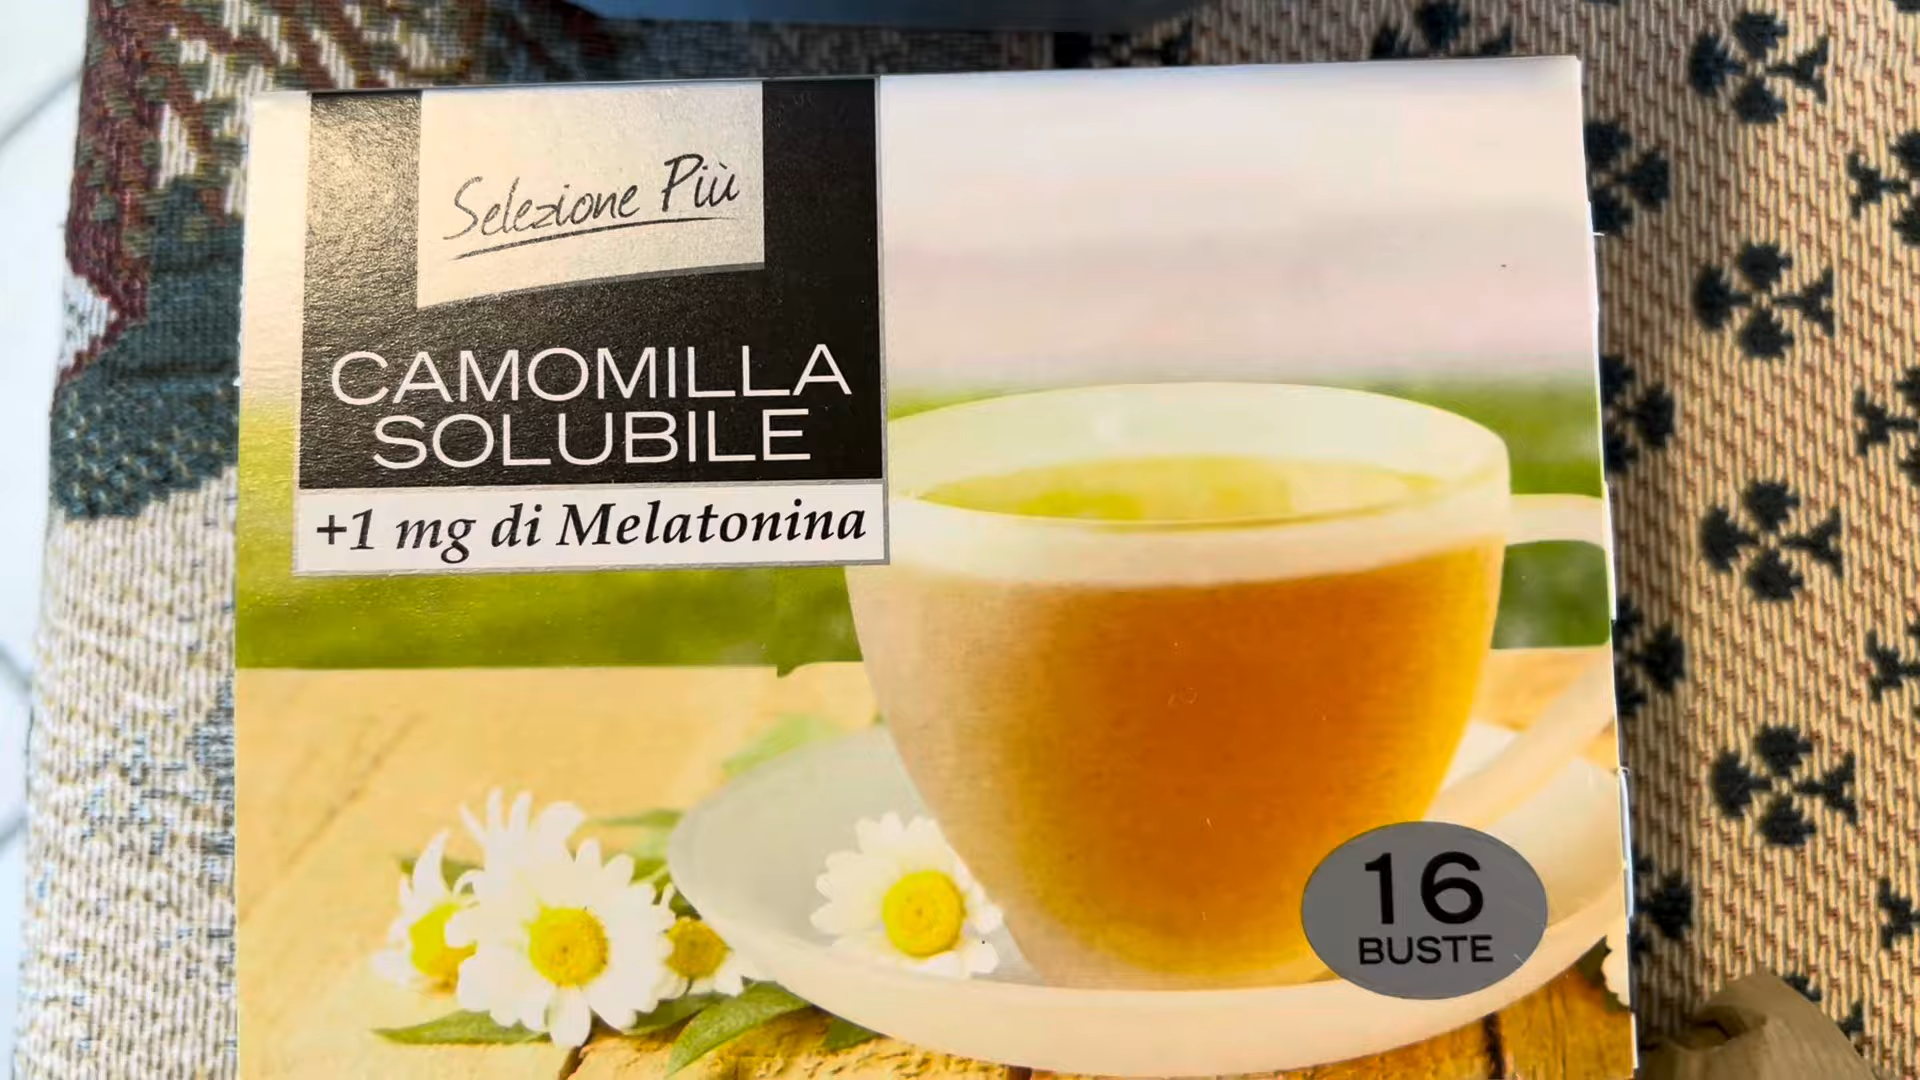 Selezione Più
CAMOMILLA
SOLUBILE
+1 mg di Melatonina
16
BUSTE